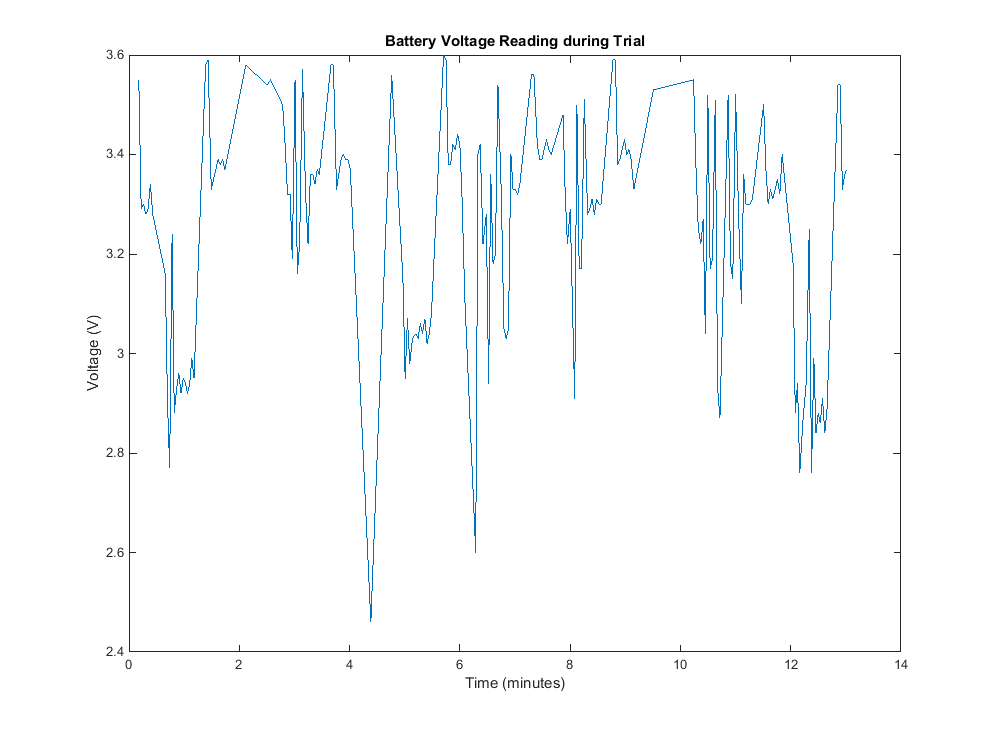 Battery Voltage Reading during Trial
3.6
3.4
3.2
3
2.8
2.6
2.4
Voltage (V)
0 2 4 6 8 10 12 14
Time (minutes)